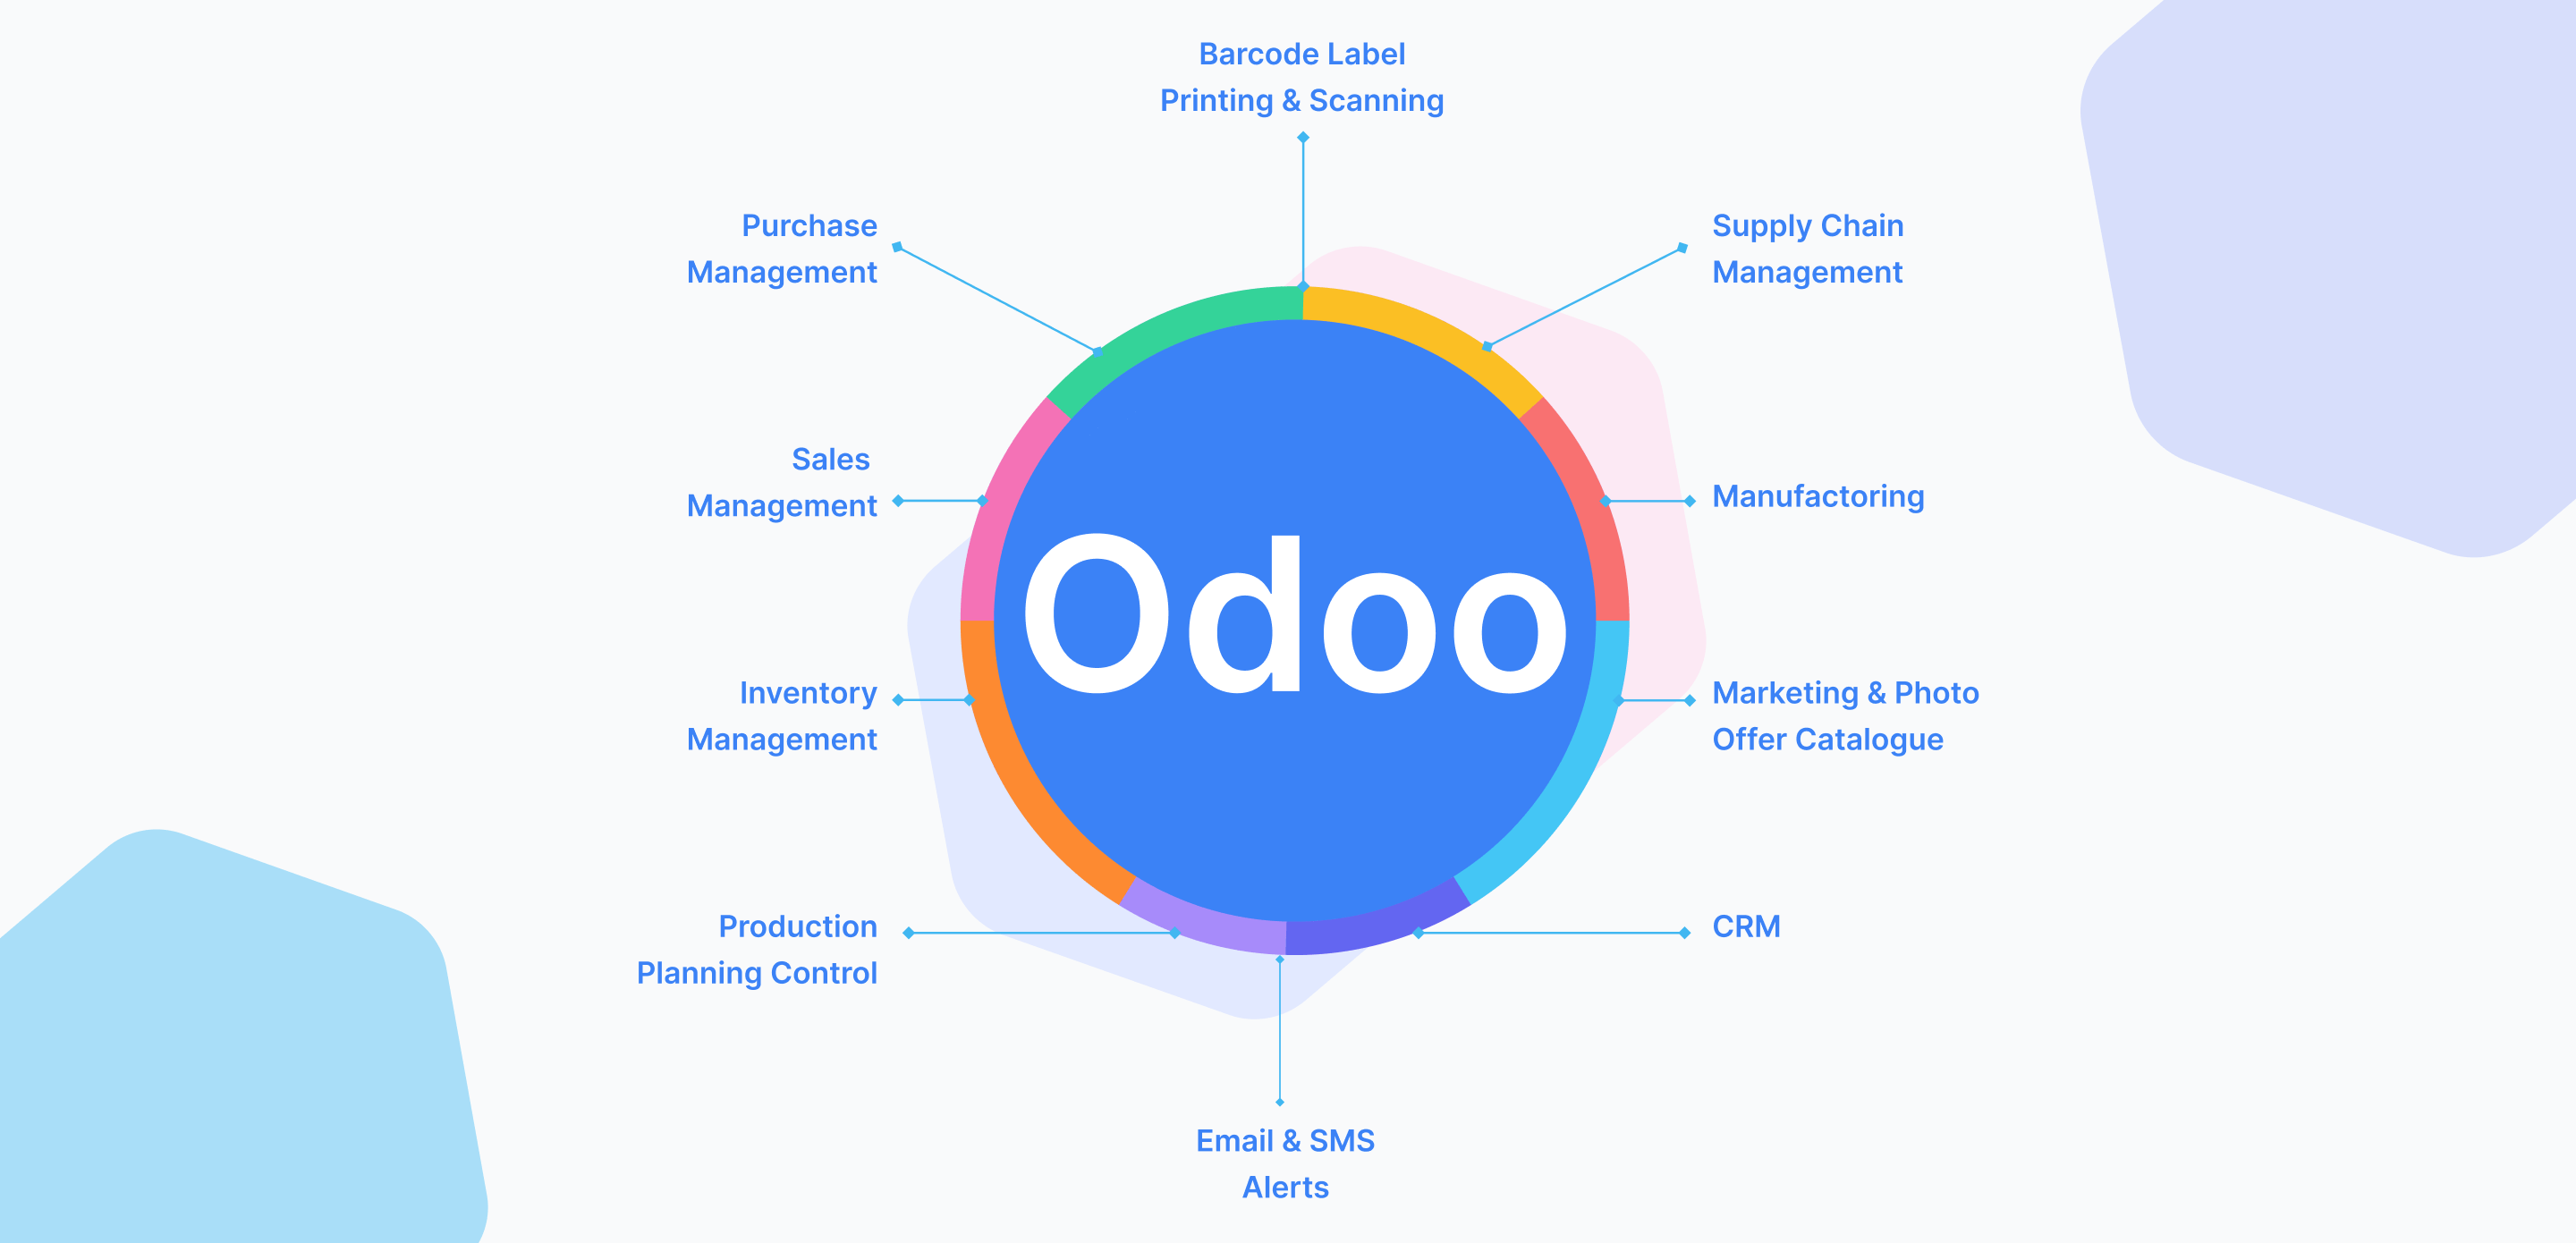 Barcode Label
Printing & Scanning
Purchase
Management
Supply Chain
Management
Sales
Management
Manufactoring
Odoo
Inventory
Management
Marketing & Photo
Offer Catalogue
Production
Planning Control
CRM
Email & SMS
Alerts